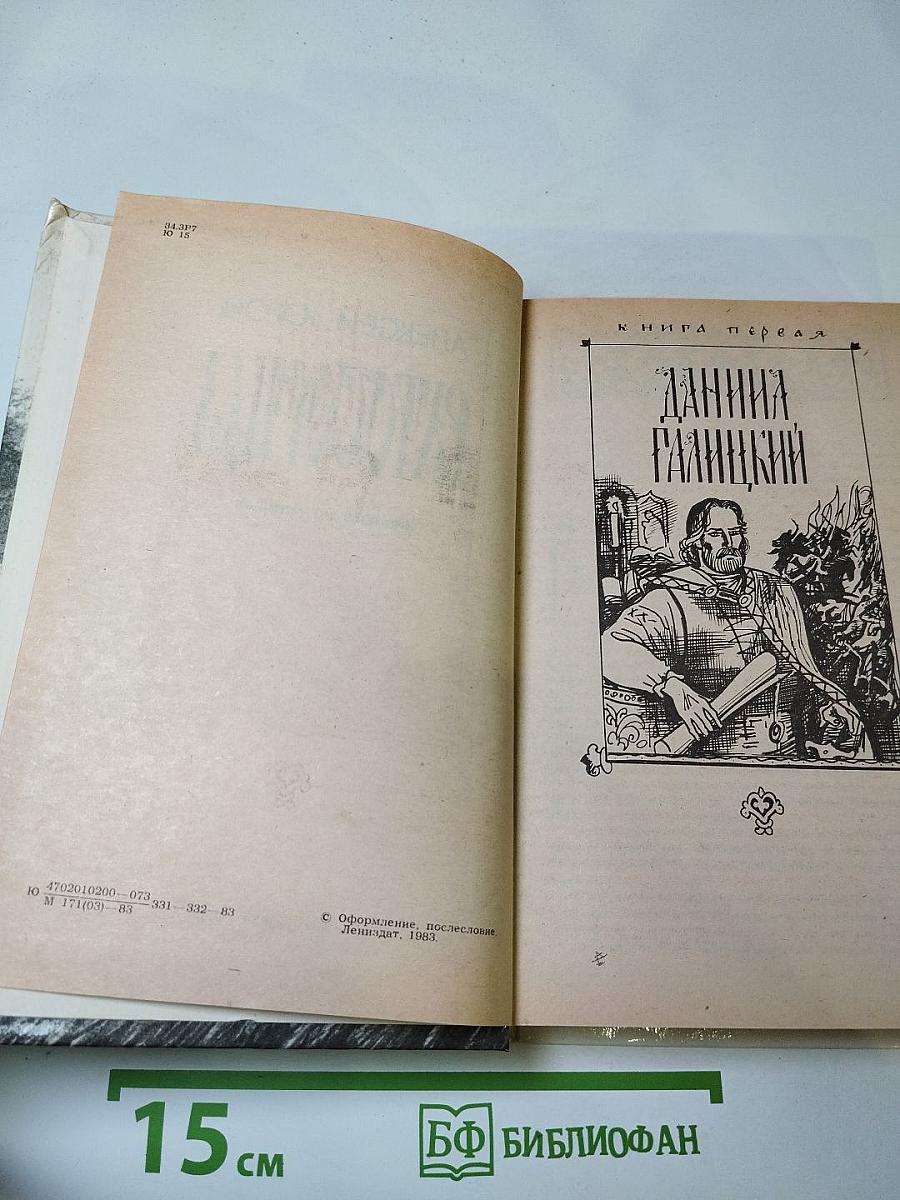 84.3Р7
Ю 15
Ю 4702010200—073
М 171(03)—83 331—332—83
© Оформление, послесловие.
Лениздат, 1983.
КНИГА ПЕРВАЯ
ДАНИИЛ
ГАЛИЦКИЙ
15 см
БФ БИБЛИОФАН